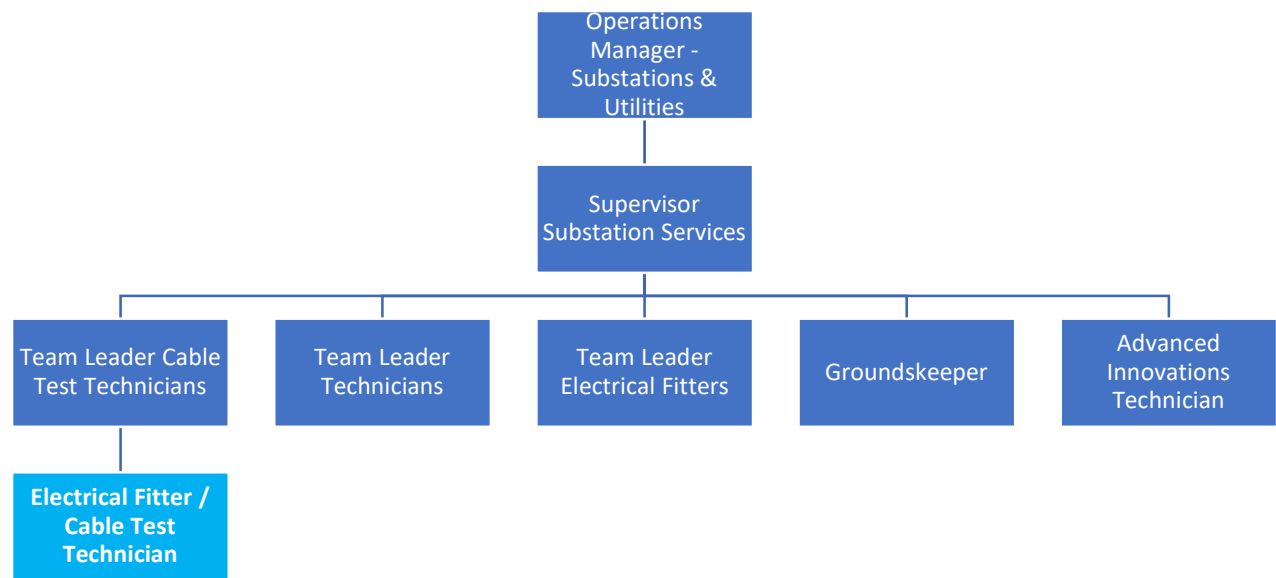 Operations
Manager -
Substations &
Utilities
Supervisor
Substation Services
Team Leader Cable
Test Technicians
Team Leader
Technicians
Team Leader
Electrical Fitters
Groundskeeper
Advanced
Innovations
Technician
Electrical Fitter /
Cable Test
Technician